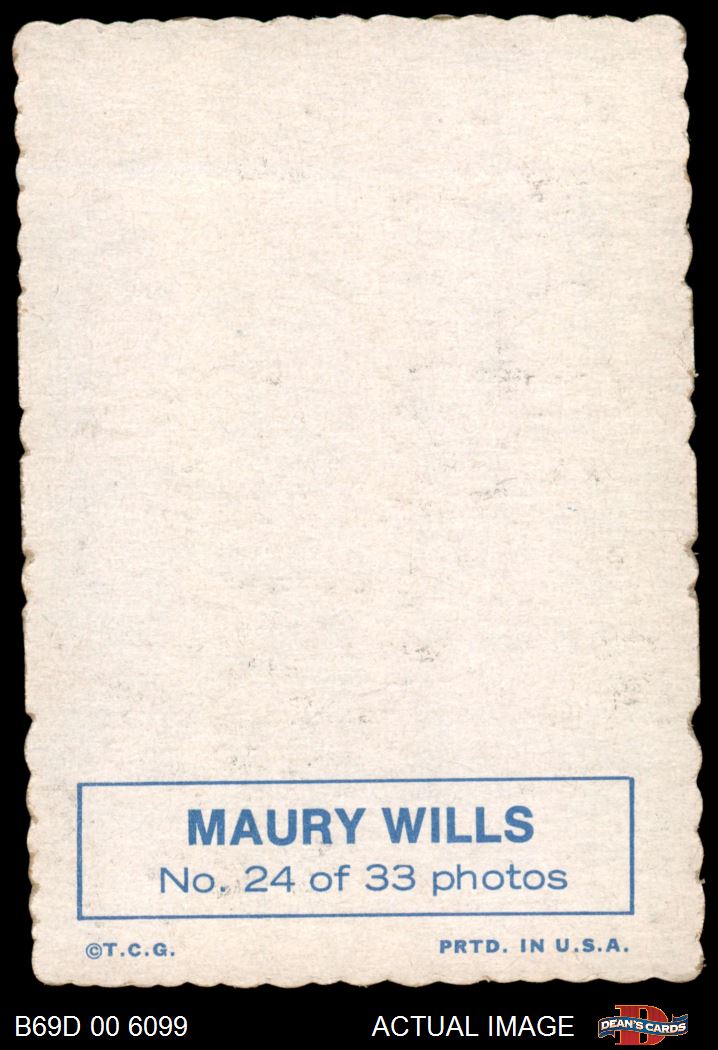 MAURY WILLS
No. 24 of 33 photos
©T.C.G. PRTD. IN U.S.A.
B69D 00 6099 ACTUAL IMAGE DEAN'S CARDS